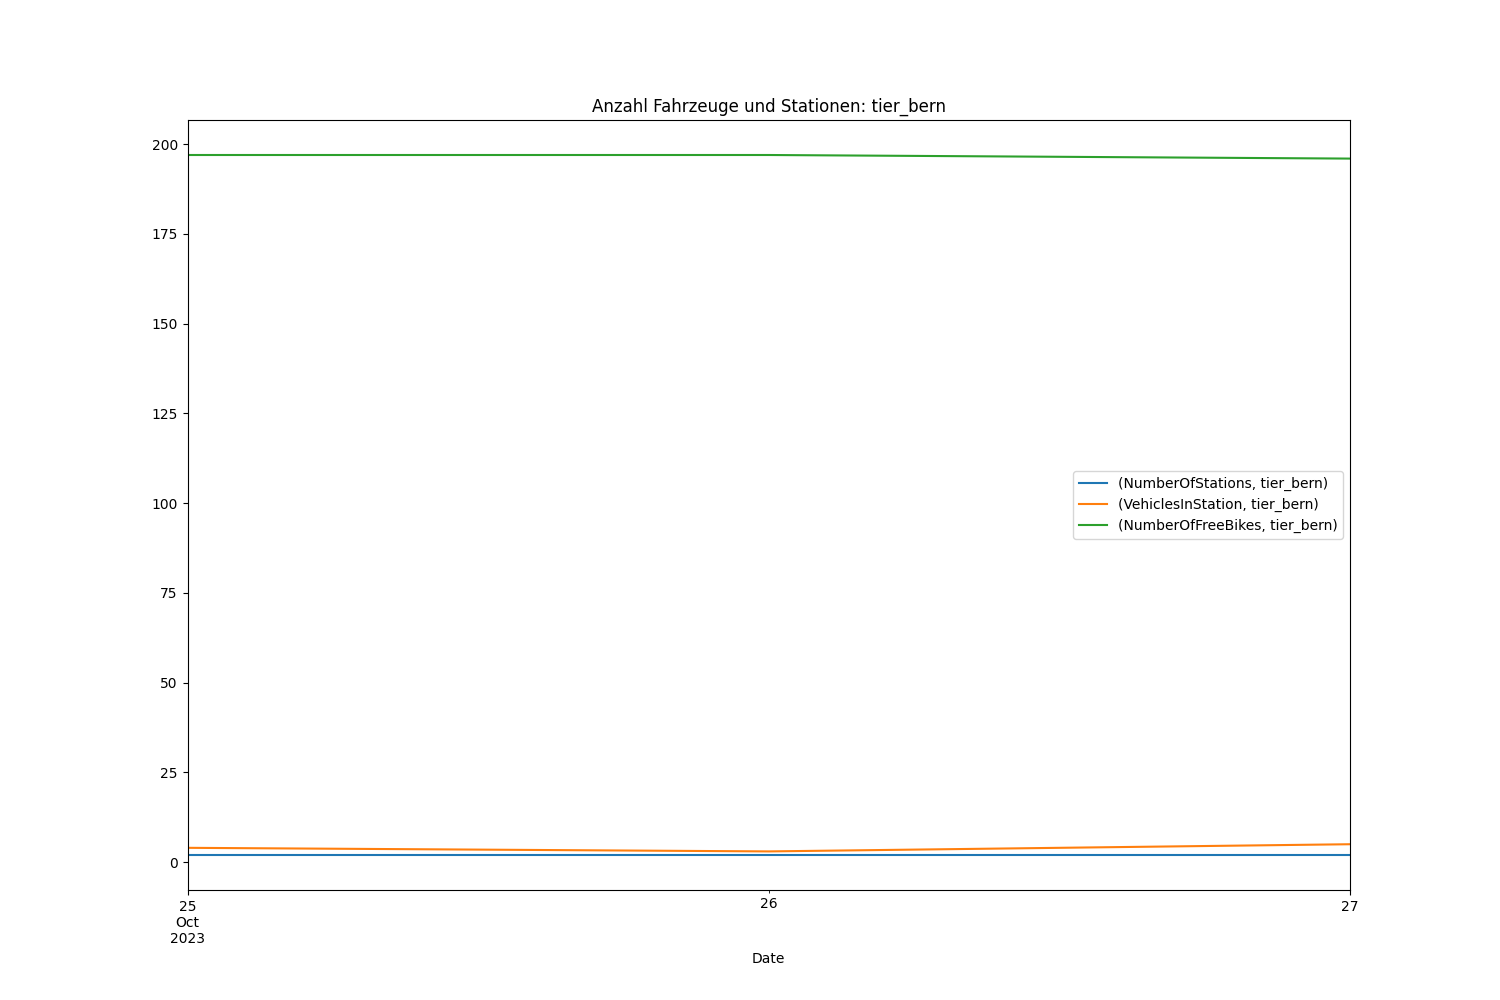 Anzahl Fahrzeuge und Stationen: tier_bern
200
175
150
125
100
75
50
25
0
(NumberOfStations, tier_bern)
(VehiclesInStation, tier_bern)
(NumberOfFreeBikes, tier_bern)
25
Oct
2023
26
27
Date